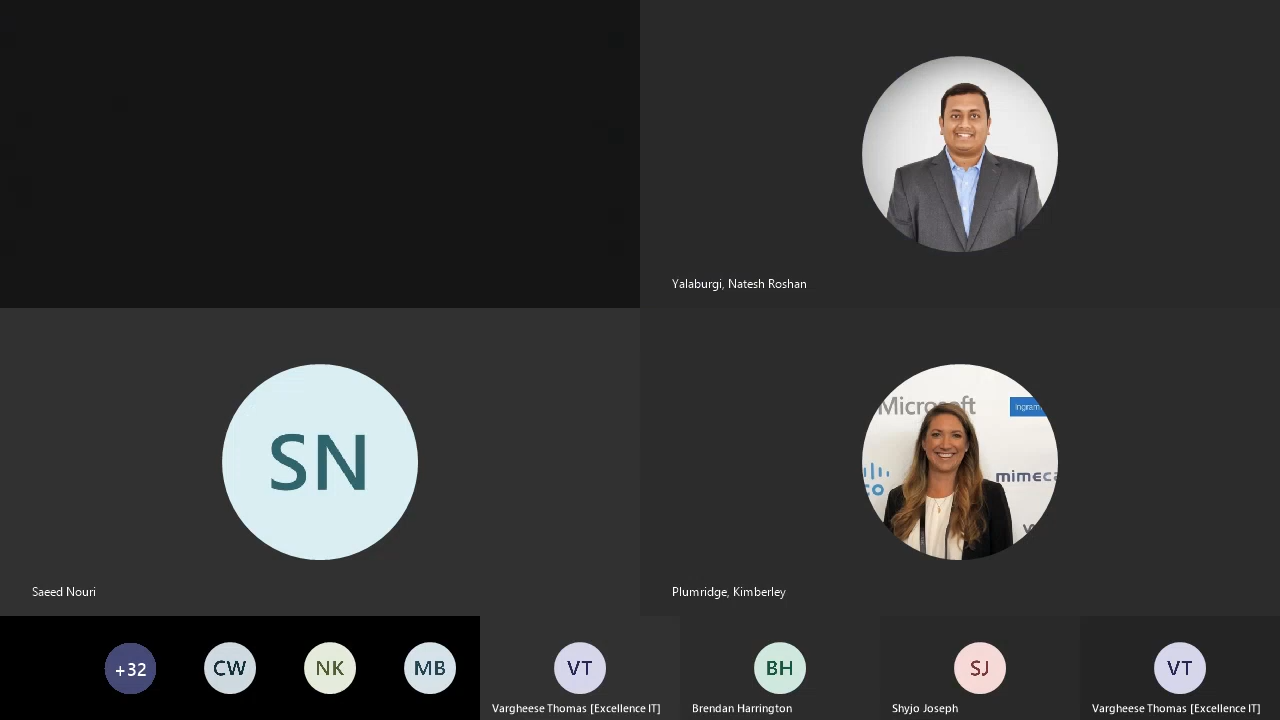 Yalaburgi, Natesh Roshan
SN
Saeed Nouri
Microsoft
Ingram
mimeca
Plumridge, Kimberley
+32
CW
NK
MB
VT
Vargheese Thomas [Excellence IT]
BH
Brendan Harrington
SJ
Shyjo Joseph
VT
Vargheese Thomas [Excellence IT]